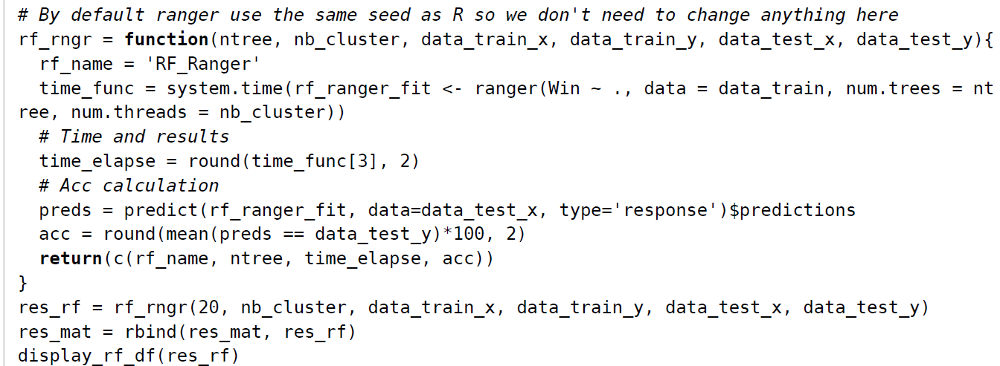 # By default ranger use the same seed as R so we don't need to change anything here
rf_rngr = function(ntree, nb_cluster, data_train_x, data_train_y, data_test_x, data_test_y){
  rf_name = 'RF_Ranger'
  time_func = system.time(rf_ranger_fit <- ranger(Win ~ ., data = data_train, num.trees = nt
ree, num.threads = nb_cluster))
  # Time and results
  time_elapse = round(time_func[3], 2)
  # Acc calculation
  preds = predict(rf_ranger_fit, data=data_test_x, type='response')$predictions
  acc = round(mean(preds == data_test_y)*100, 2)
  return(c(rf_name, ntree, time_elapse, acc))
}
res_rf = rf_rngr(20, nb_cluster, data_train_x, data_train_y, data_test_x, data_test_y)
res_mat = rbind(res_mat, res_rf)
display_rf_df(res_rf)